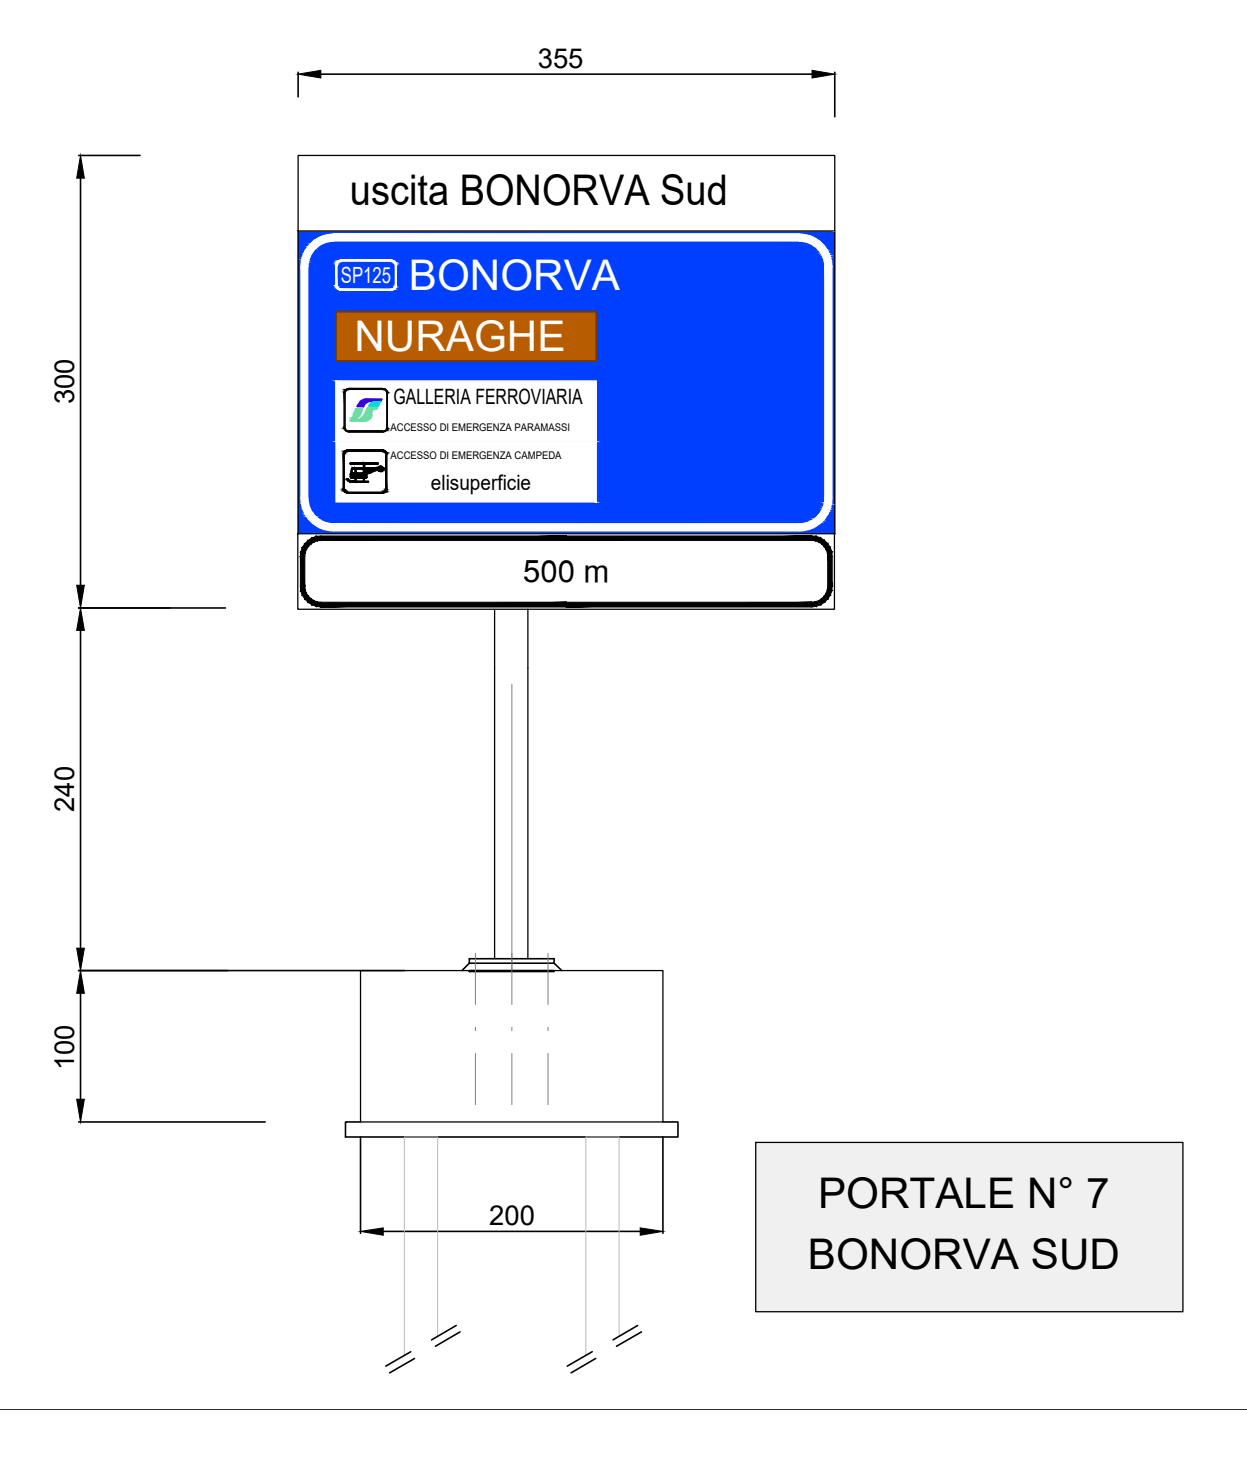 355
uscita BONORVA Sud
SP125 BONORVA
NURAGHE
GALLERIA FERROVIARIA
ACCESSO DI EMERGENZA PARAMASSI
ACCESSO DI EMERGENZA CAMPEDA
elisuperficie
500 m
300
240
100
200
PORTALE N° 7
BONORVA SUD